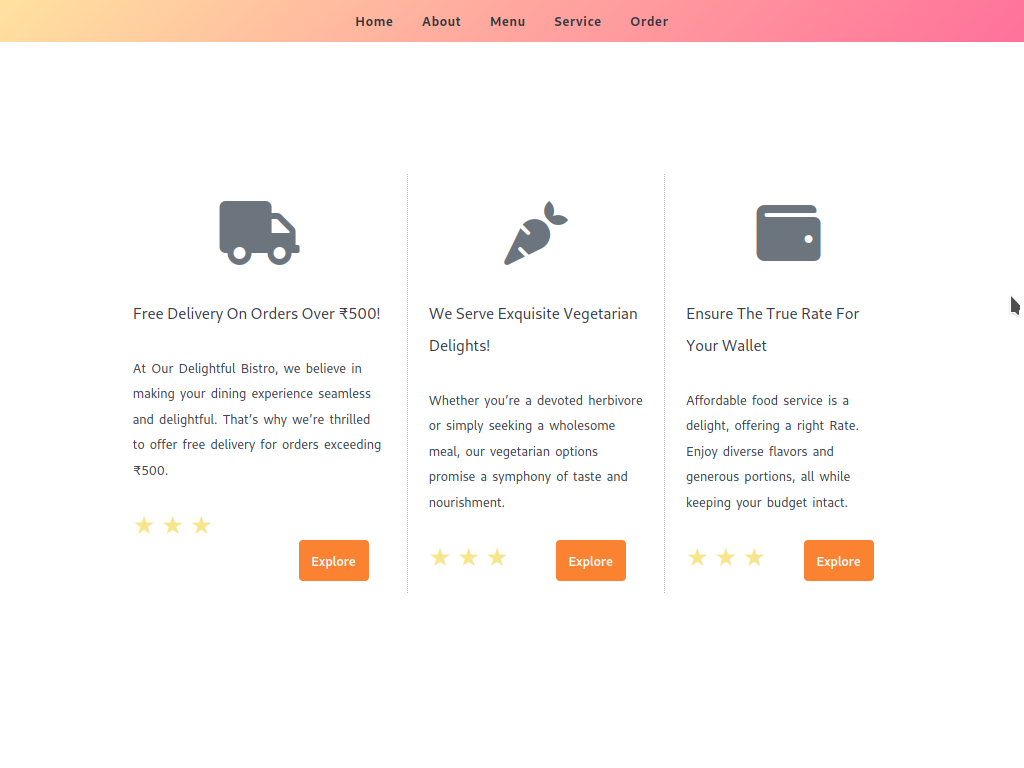 Home About Menu Service Order
Free Delivery On Orders Over ₹500!
At Our Delightful Bistro, we believe in
making your dining experience seamless
and delightful. That’s why we’re thrilled
to offer free delivery for orders exceeding
₹500.
★ ★ ★
Explore
We Serve Exquisite Vegetarian
Delights!
Whether you’re a devoted herbivore
or simply seeking a wholesome
meal, our vegetarian options
promise a symphony of taste and
nourishment.
★ ★ ★
Explore
Ensure The True Rate For
Your Wallet
Affordable food service is a
delight, offering a right Rate.
Enjoy diverse flavors and
generous portions, all while
keeping your budget intact.
★ ★ ★
Explore